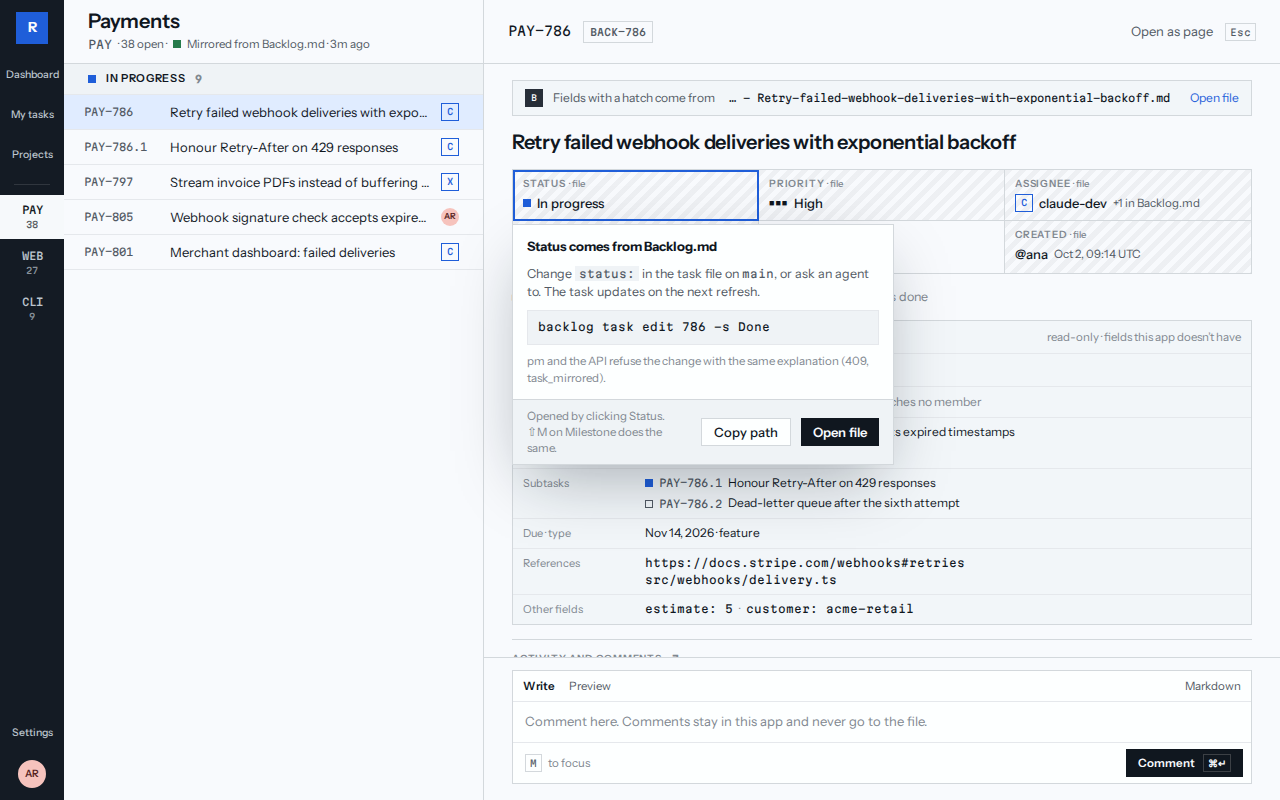 R
Dashboard
My tasks
Projects
PAY
38
WEB
27
CLI
9
Settings
AR
Payments
PAY · 38 open · Mirrored from Backlog.md · 3m ago
IN PROGRESS 9
PAY-786 Retry failed webhook deliveries with expo… C
PAY-786.1 Honour Retry-After on 429 responses C
PAY-797 Stream invoice PDFs instead of buffering … X
PAY-805 Webhook signature check accepts expire… AR
PAY-801 Merchant dashboard: failed deliveries C
PAY-786 BACK-786
Open as page Esc
B Fields with a hatch come from … - Retry-failed-webhook-deliveries-with-exponential-backoff.md Open file
Retry failed webhook deliveries with exponential backoff
STATUS · file
In progress
PRIORITY · file
High
ASSIGNEE · file
C claude-dev +1 in Backlog.md
CREATED · file
@ana Oct 2, 09:14 UTC
Status comes from Backlog.md
Change status: in the task file on main, or ask an agent
to. The task updates on the next refresh.
backlog task edit 786 -s Done
pm and the API refuse the change with the same explanation (409,
task_mirrored).
Opened by clicking Status.
⇧M on Milestone does the
same.
Copy path
Open file
done
read-only · fields this app doesn't have
no member
expired timestamps
Subtasks
PAY-786.1 Honour Retry-After on 429 responses
PAY-786.2 Dead-letter queue after the sixth attempt
Due · type Nov 14, 2026 · feature
References https://docs.stripe.com/webhooks#retries
src/webhooks/delivery.ts
Other fields estimate: 5 · customer: acme-retail
Write Preview Markdown
Comment here. Comments stay in this app and never go to the file.
M to focus
Comment ⌘↵